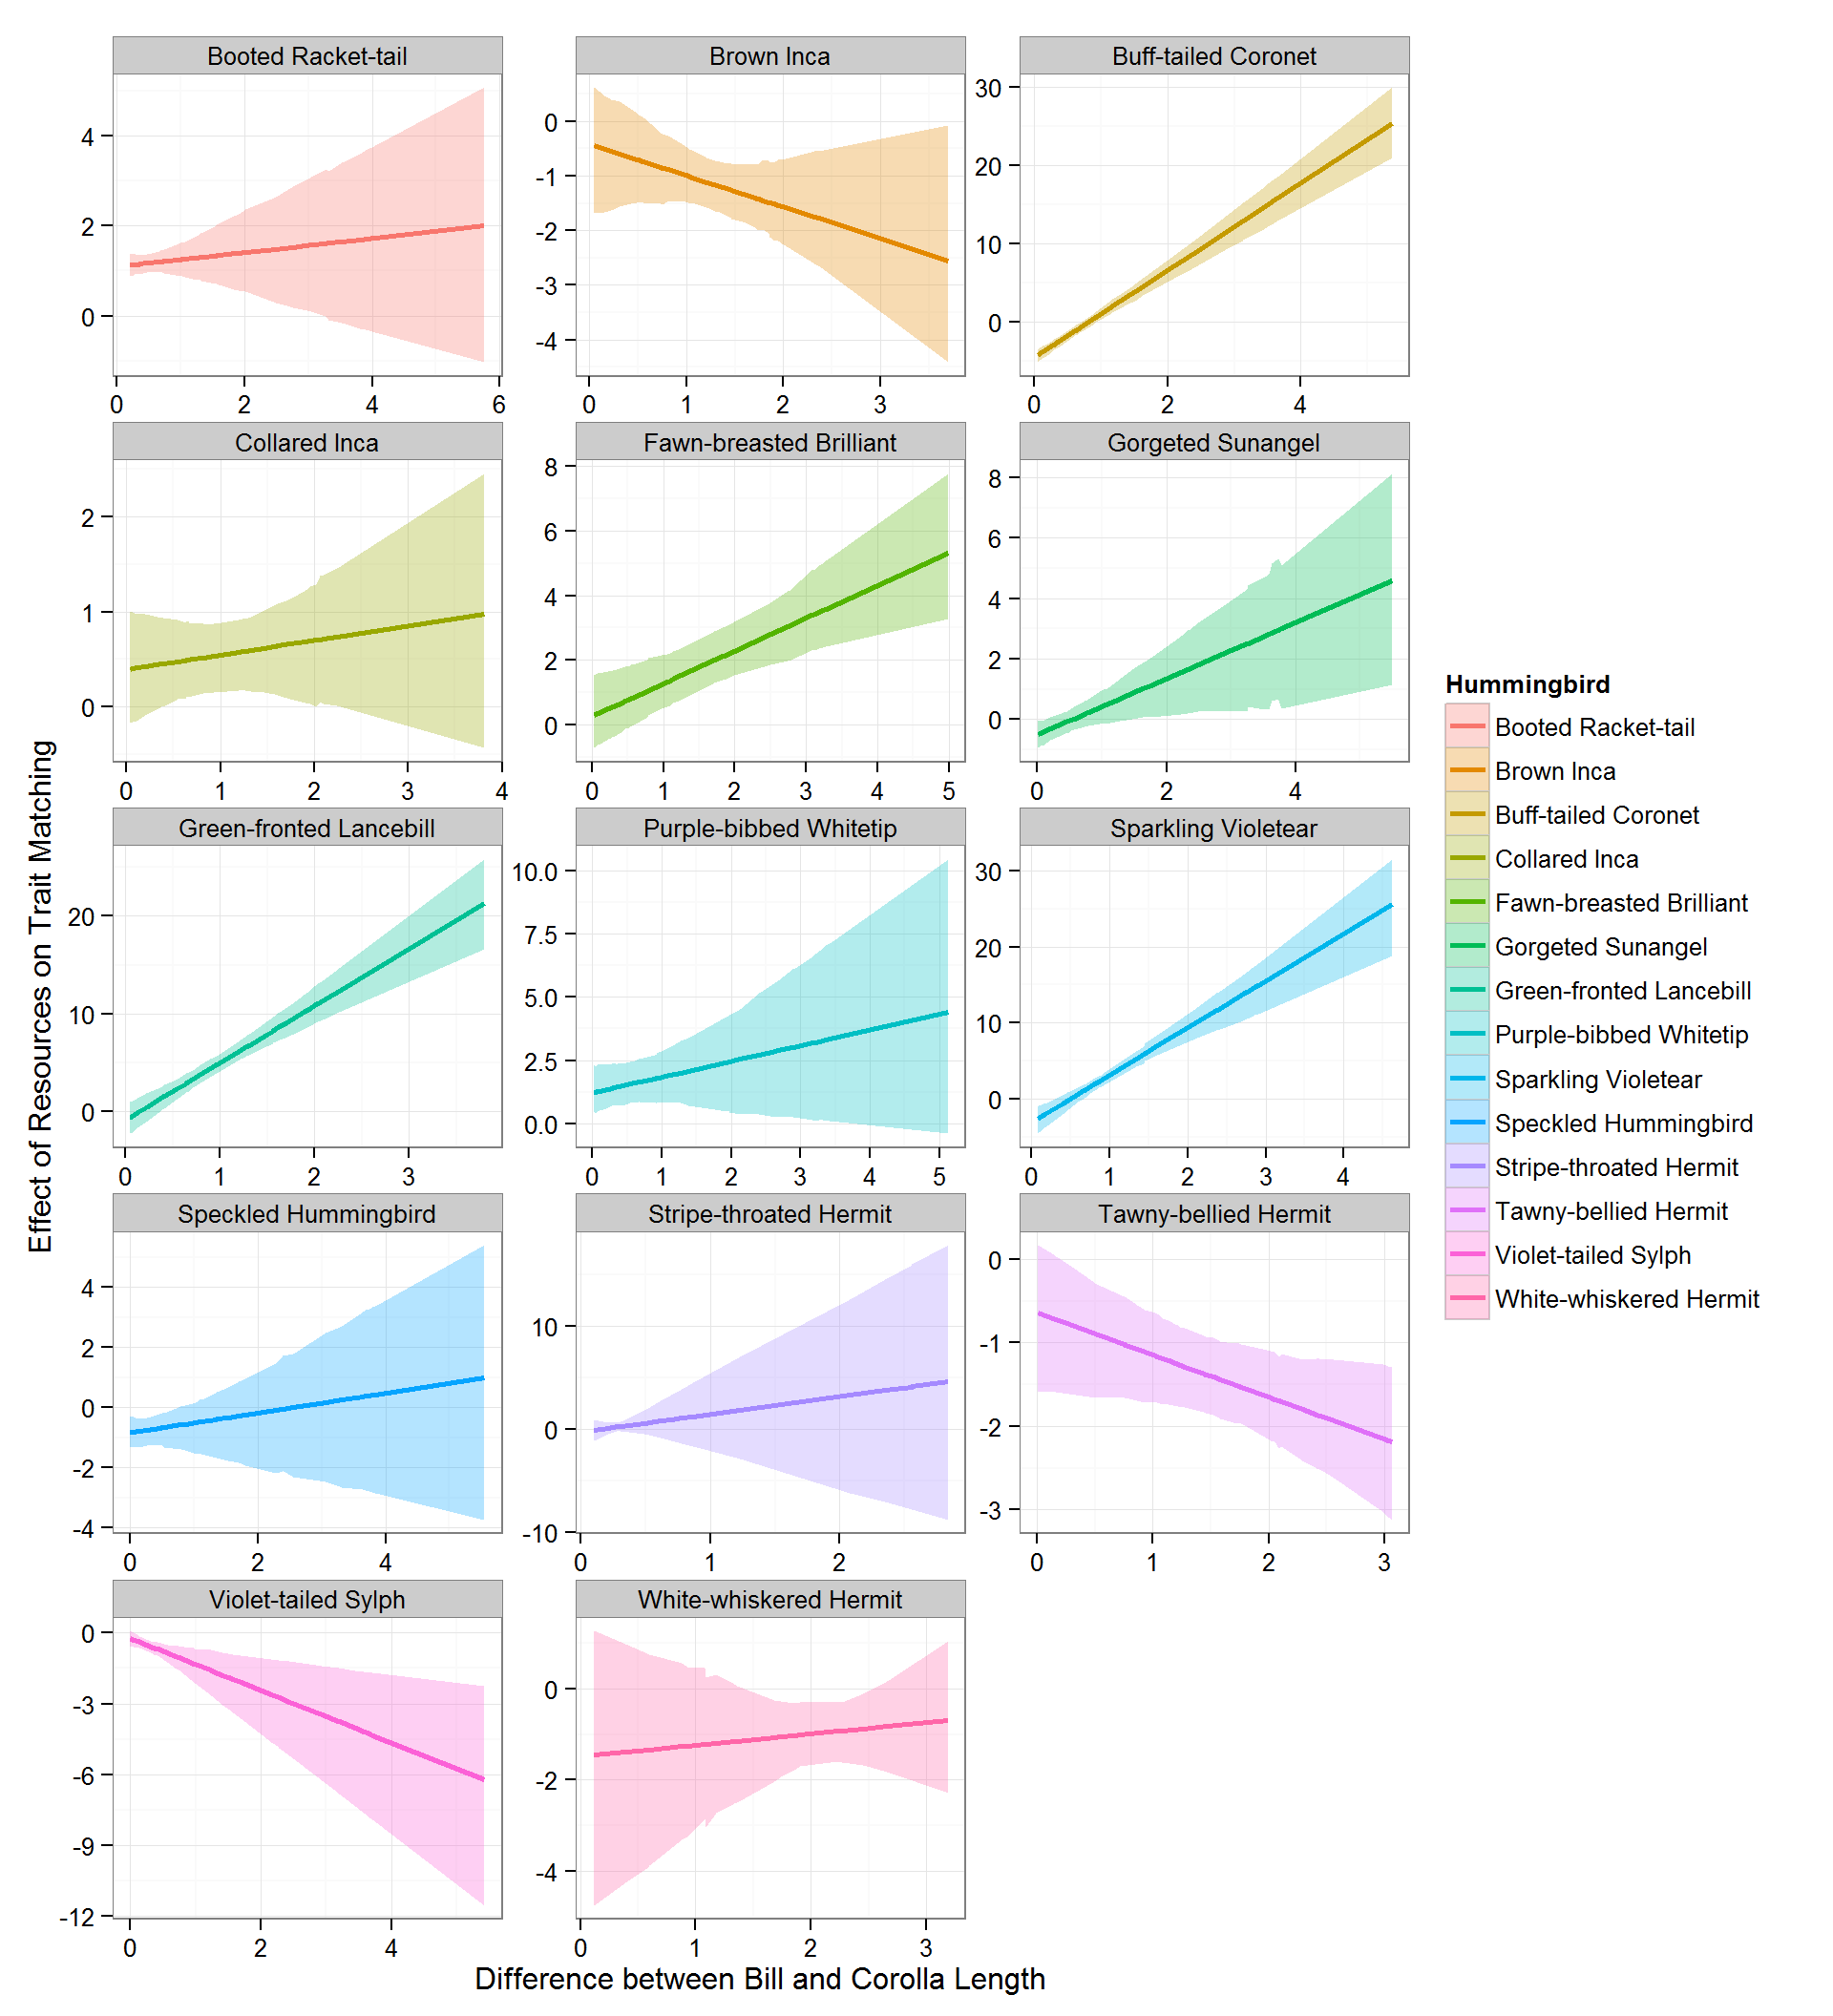 Booted Racket-tail
Brown Inca
Buff-tailed Coronet
4
2
0
0
-1
-2
-3
-4
30
20
10
0
0 2 4 6
0 1 2 3
0 2 4
Collared Inca
Fawn-breasted Brilliant
Gorgeted Sunangel
2
1
0
8
6
4
2
0
8
6
4
2
0
0 1 2 3 4
0 1 2 3 4 5
0 2 4
Green-fronted Lancebill
Purple-bibbed Whitetip
Sparkling Violetear
20
10
0
10.0
7.5
5.0
2.5
0.0
30
20
10
0
0 1 2 3
0 1 2 3 4 5
0 1 2 3 4
Speckled Hummingbird
Stripe-throated Hermit
Tawny-bellied Hermit
4
2
0
-2
-4
10
0
-10
0
-1
-2
-3
0 2 4
0 1 2
0 1 2 3
Violet-tailed Sylph
White-whiskered Hermit
0
-3
-6
-9
-12
0
-2
-4
0 2 4
0 1 2 3
Difference between Bill and Corolla Length
Effect of Resources on Trait Matching
Hummingbird
Booted Racket-tail
Brown Inca
Buff-tailed Coronet
Collared Inca
Fawn-breasted Brilliant
Gorgeted Sunangel
Green-fronted Lancebill
Purple-bibbed Whitetip
Sparkling Violetear
Speckled Hummingbird
Stripe-throated Hermit
Tawny-bellied Hermit
Violet-tailed Sylph
White-whiskered Hermit